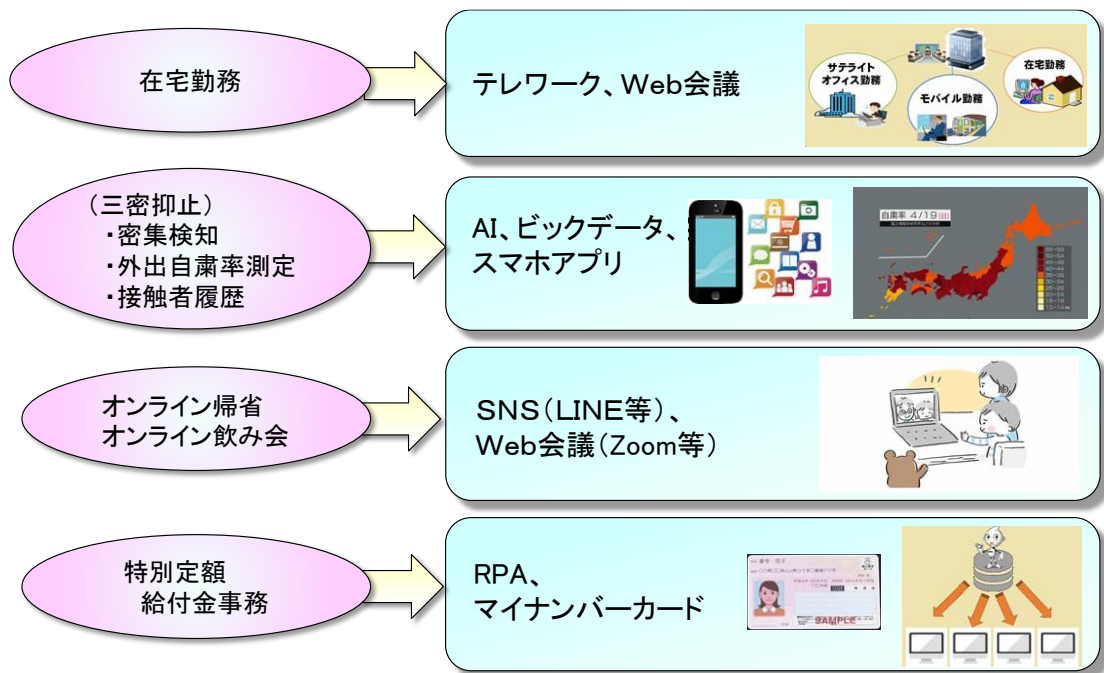 在宅勤務
テレワーク、Web会議
サテライト
オフィス勤務
モバイル勤務
在宅勤務
（三密抑止）
・密集検知
・外出自粛率測定
・接触者履歴
AI、ビックデータ、
スマホアプリ
自粛率 4/19(日)
オンライン帰省
オンライン飲み会
SNS（LINE等）、
Web会議（Zoom等）
特別定額
給付金事務
RPA、
マイナンバーカード
SAMPLE